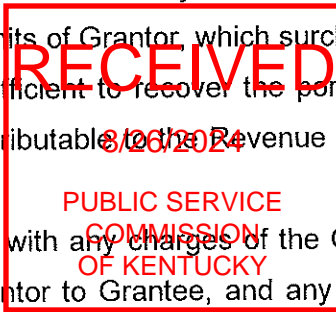 its of Grantor, which surc
RECEIVED
fficient to recover the por
ributable to the Revenue
8/26/2024
PUBLIC SERVICE
with any charges of the
COMMISSION
OF KENTUCKY
ntor to Grantee, and any